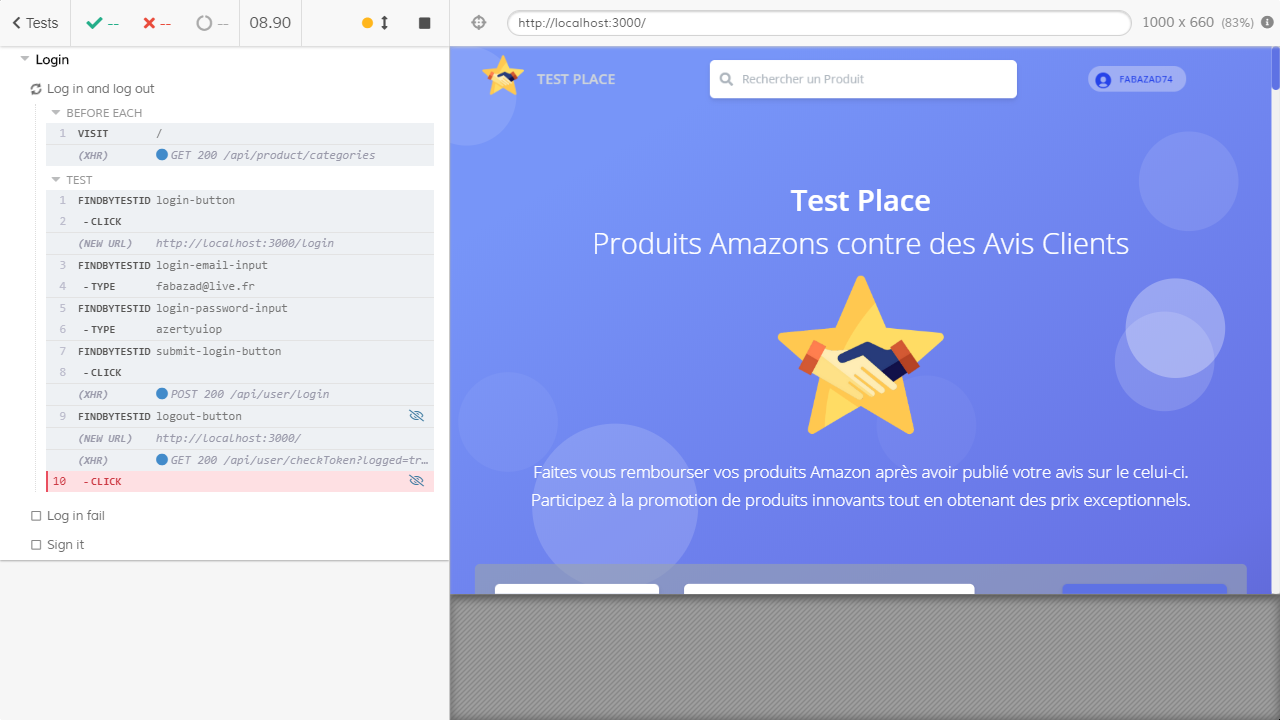 Tests
--
--
--
08.90
http://localhost:3000/
1000 x 660 (83%)
Login
Log in and log out
BEFORE EACH
1 VISIT /
(XHR) GET 200 /api/product/categories
TEST
1 FINDBYTESTID login-button
2 - CLICK
(NEW URL) http://localhost:3000/login
3 FINDBYTESTID login-email-input
4 - TYPE fabazad@live.fr
5 FINDBYTESTID login-password-input
6 - TYPE azertyuiop
7 FINDBYTESTID submit-login-button
8 - CLICK
(XHR) POST 200 /api/user/login
9 FINDBYTESTID logout-button
(NEW URL) http://localhost:3000/
(XHR) GET 200 /api/user/checkToken?logged=tr…
10 - CLICK
Log in fail
Sign it
TEST PLACE
Rechercher un Produit
FABAZAD74
Test Place
Produits Amazons contre des Avis Clients
Faites vous rembourser vos produits Amazon après avoir publié votre avis sur le celui-ci.
Participez à la promotion de produits innovants tout en obtenant des prix exceptionnels.